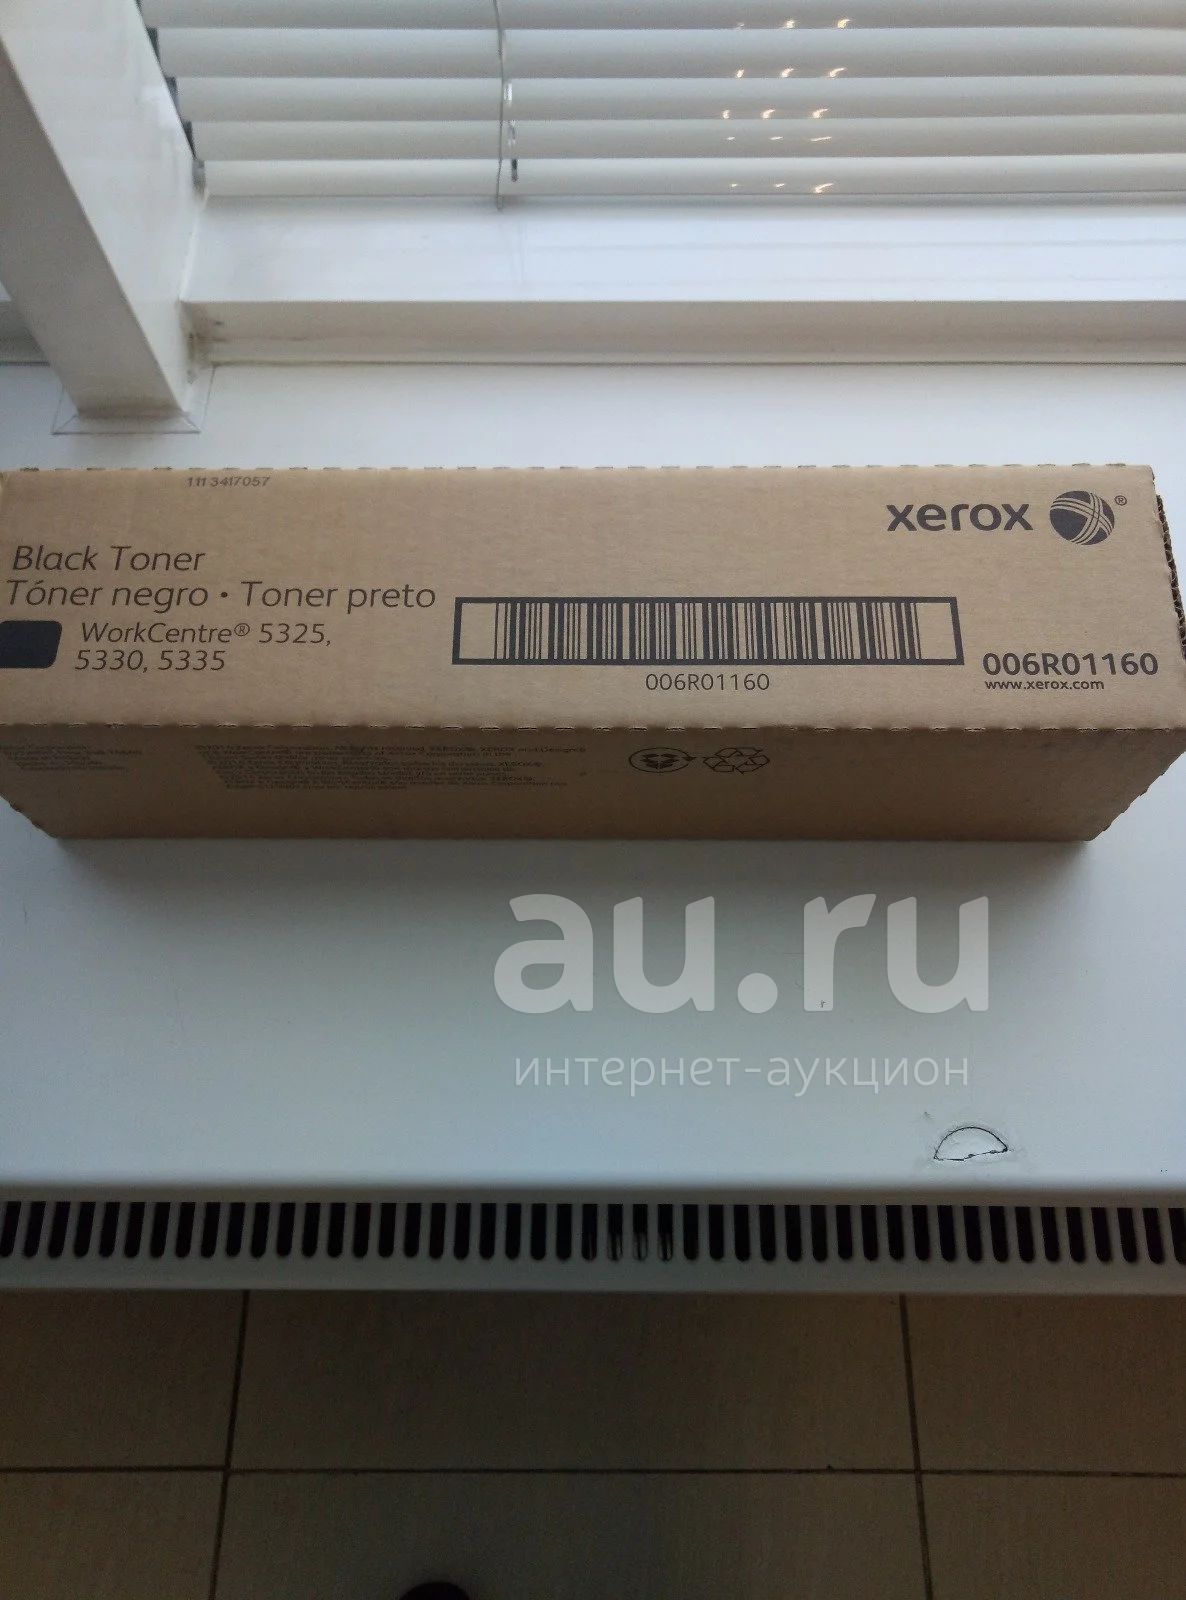 111 3417057
xerox ®
Black Toner
Tóner negro • Toner preto
WorkCentre® 5325,
5330, 5335
006R01160
006R01160
www.xerox.com
au.ru
интернет-аукцион